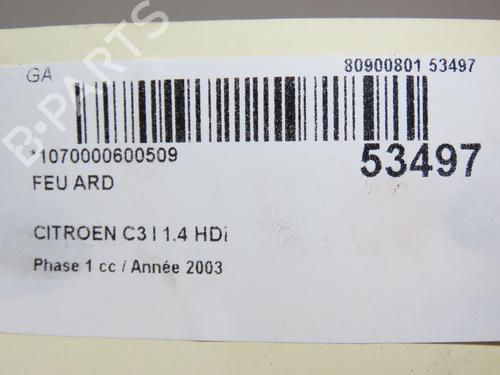 GA
80900801 53497
*1070000600509
53497
FEU ARD
CITROEN C3 I 1.4 HDi
Phase 1 cc / Année 2003
B-PARTS